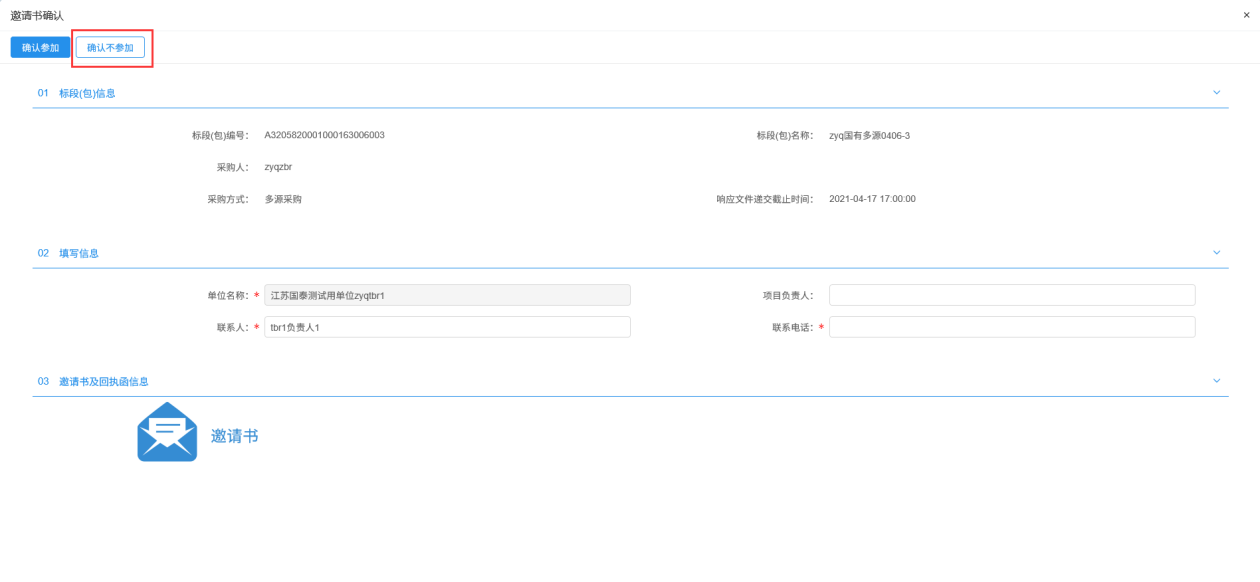 邀请书确认 ×
确认参加 确认不参加
01 标段(包)信息
标段(包)编号： A3205820001000163006003 标段(包)名称： zyq国有多源0406-3
采购人： zyqzbr
采购方式： 多源采购 响应文件递交截止时间： 2021-04-17 17:00:00
02 填写信息
单位名称：* 江苏国泰测试用单位zyqtbr1 项目负责人：
联系人：* tbr1负责人1 联系电话：*
03 邀请书及回执函信息
邀请书